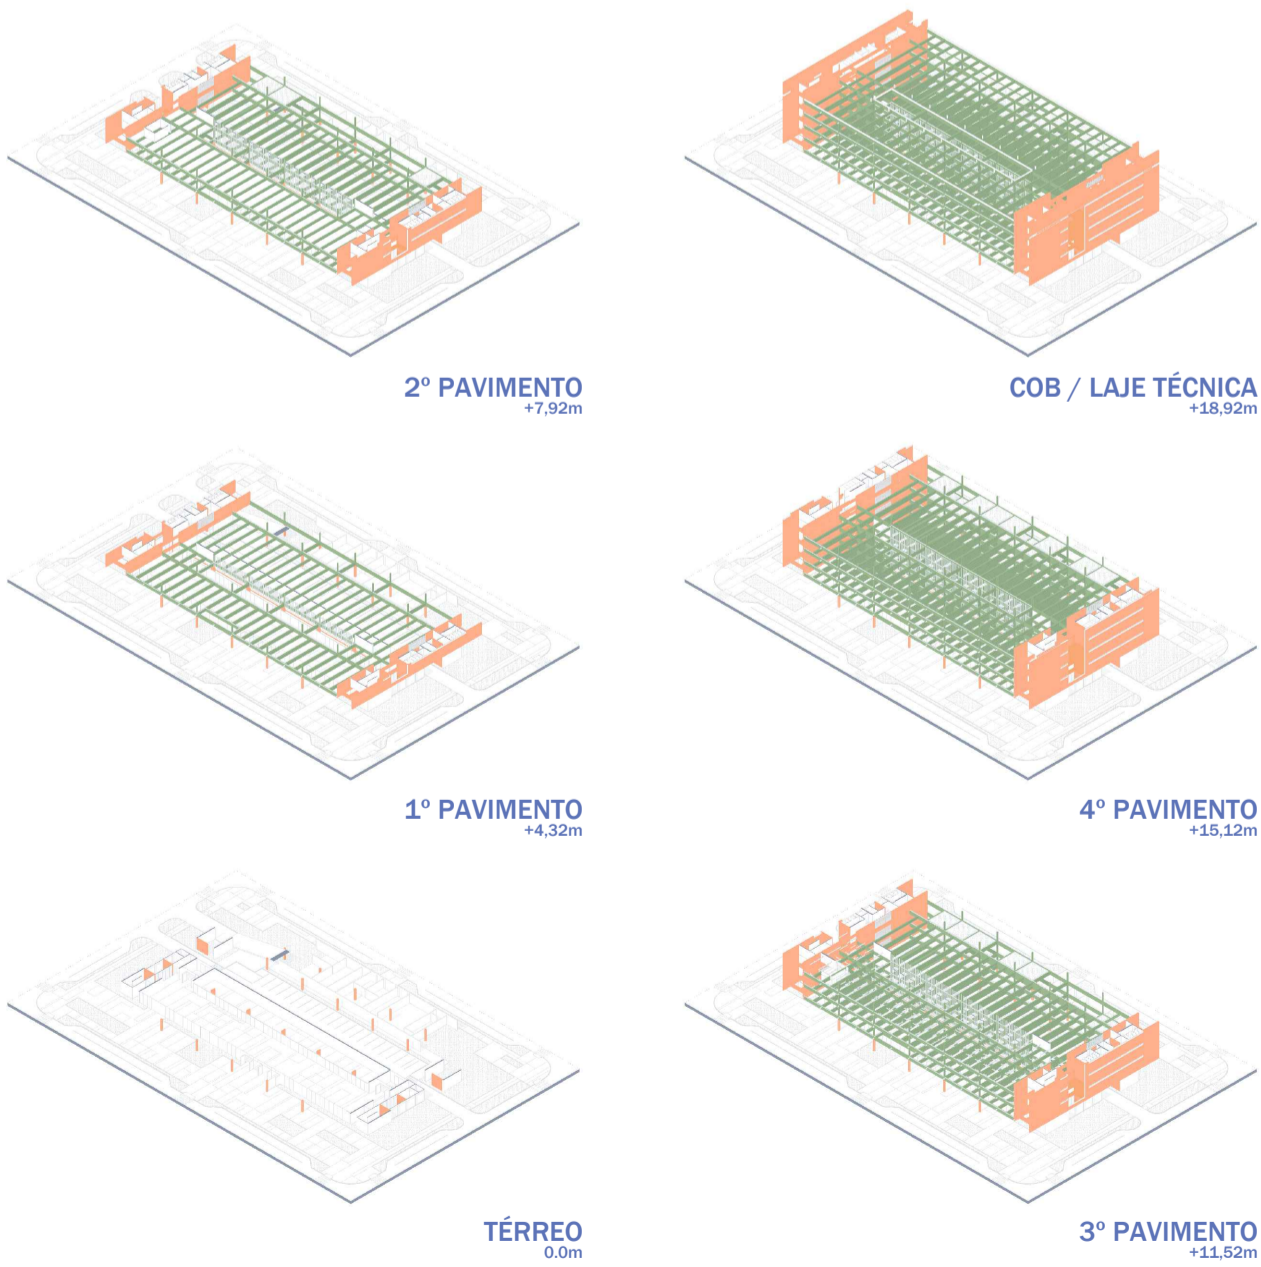 2º PAVIMENTO
+7,92m
COB / LAJE TÉCNICA
+18,92m
1º PAVIMENTO
+4,32m
4º PAVIMENTO
+15,12m
TÉRREO
0.0m
3º PAVIMENTO
+11,52m